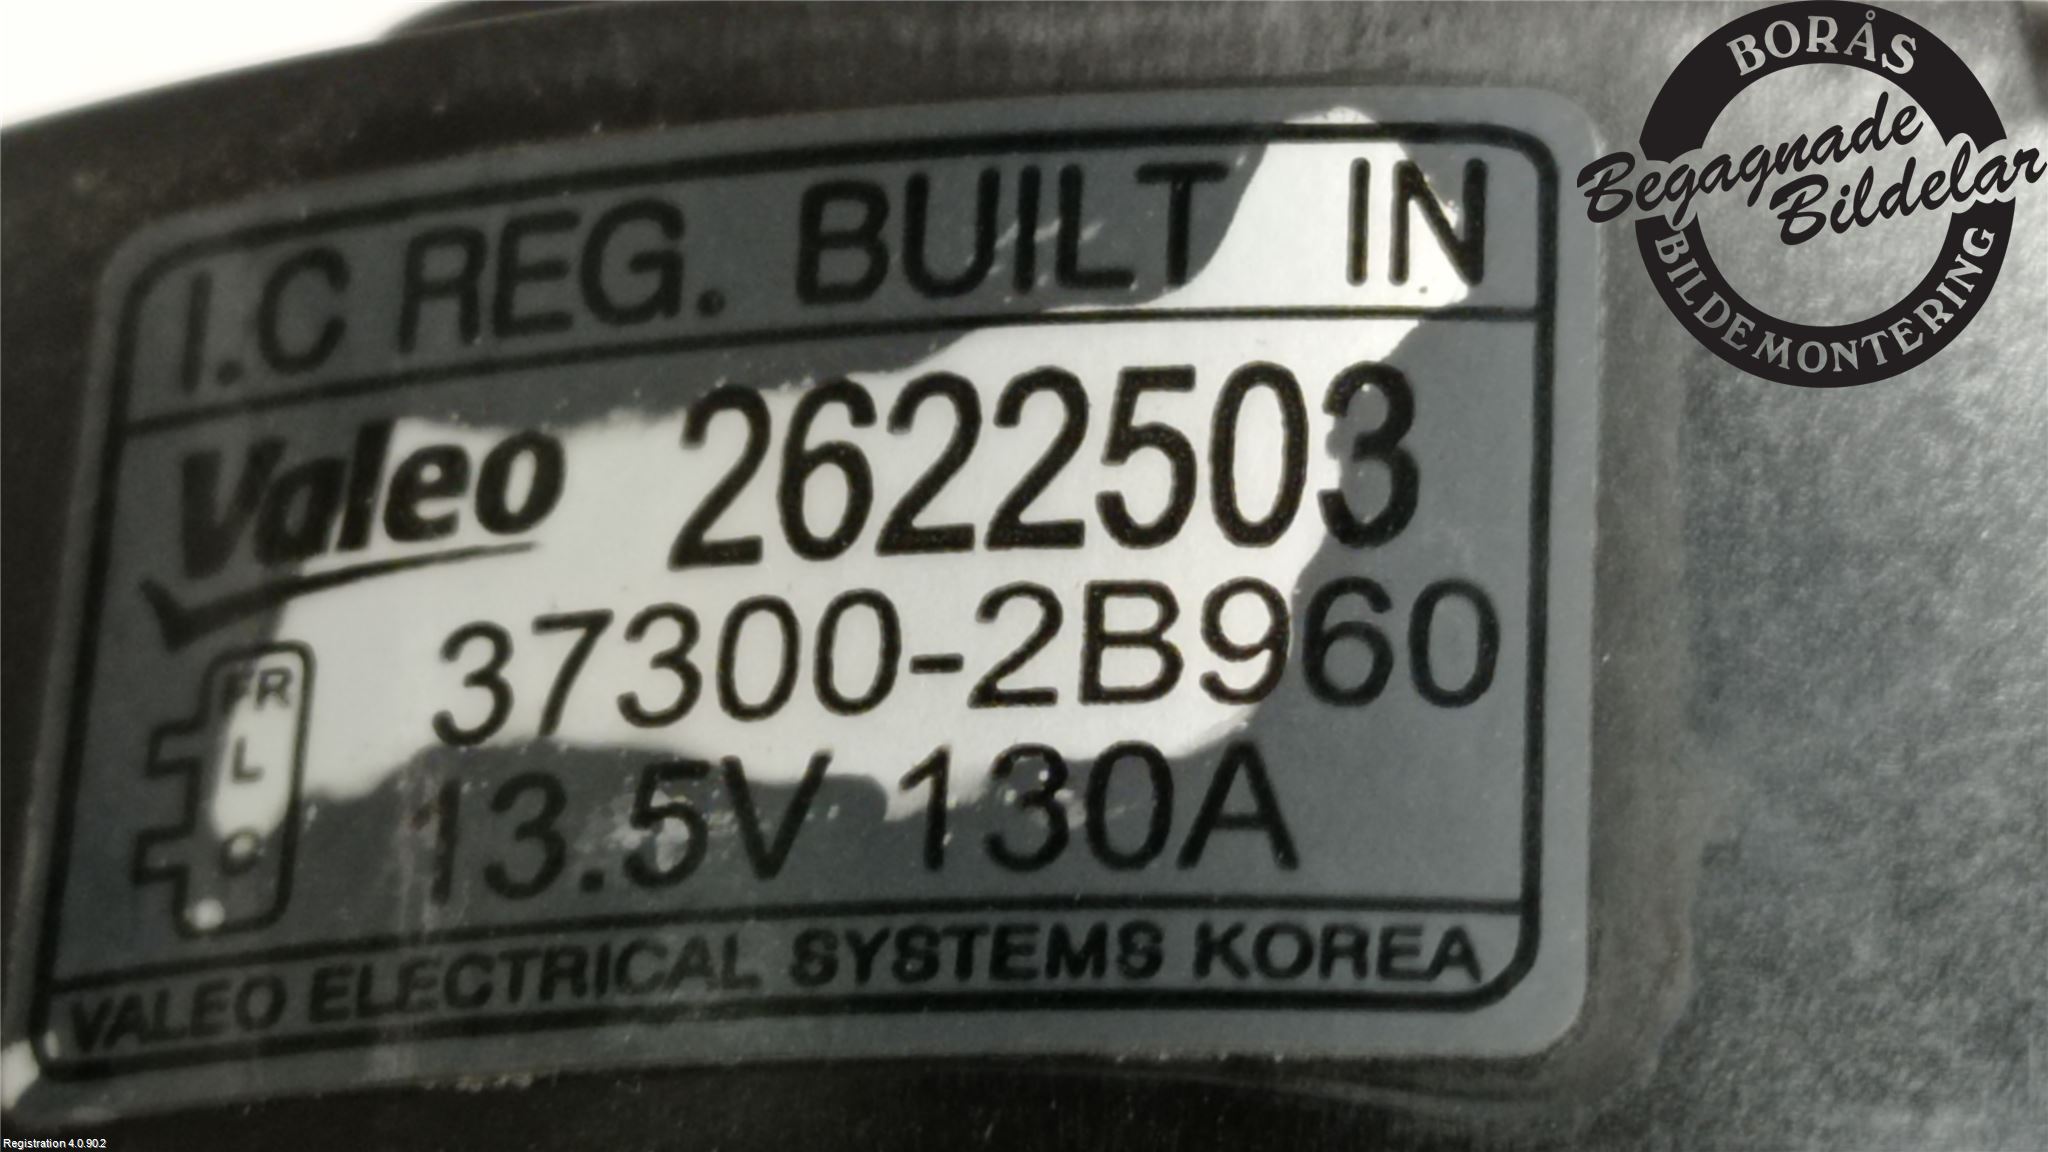 BORÅS
Begagnade
Bildelar
BILDEMONTERING
I.C REG. BUILT IN
Valeo 2622503
37300-2B960
FR
L
13.5V 130A
VALEO ELECTRICAL SYSTEMS KOREA
Registration 4.0.90.2